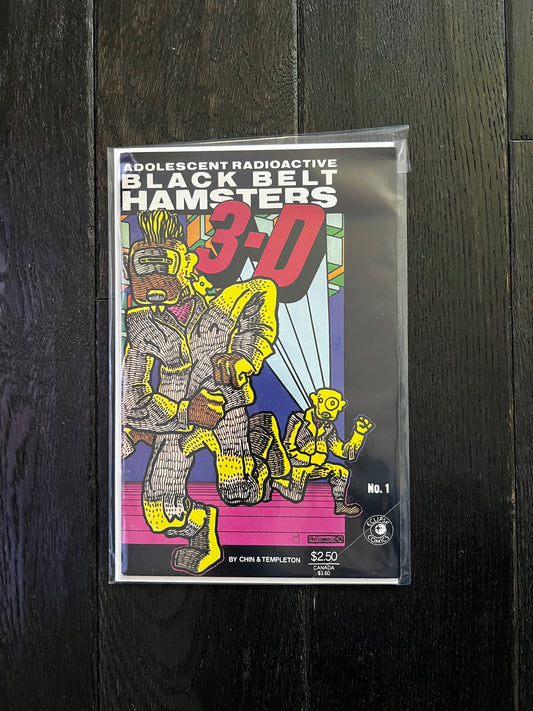 ADOLESCENT RADIOACTIVE
BLACK BELT
HAMSTERS
3-D
No. 1
ECLIPSE
COMICS
BY CHIN & TEMPLETON
$2.50
CANADA
$3.60